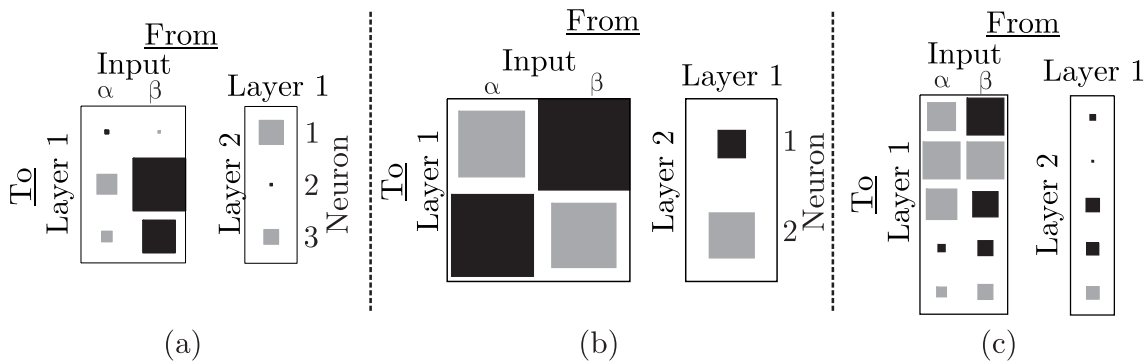 From
Input
α β
Layer 1
To
Layer 1
Layer 2
1
2
3
Neuron
(a)
From
Input
α β
Layer 1
To
Layer 1
Layer 2
1
2
Neuron
(b)
From
Input
α β
Layer 1
To
Layer 1
Layer 2
(c)